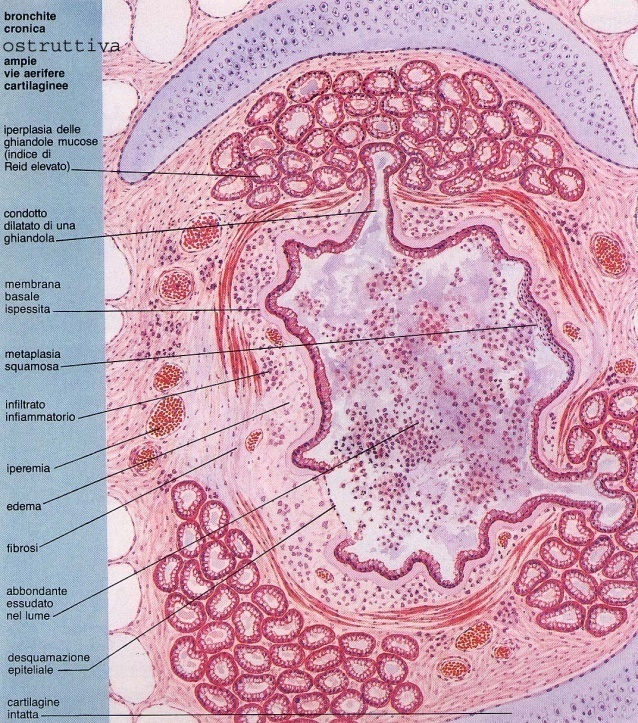 bronchite
cronica
ostruttiva
ampie
vie aerifere
cartilaginee
iperplasia delle
ghiandole mucose
(indice di
Reid elevato)
condotto
dilatato di una
ghiandola
membrana
basale
ispessita
metaplasia
squamosa
infiltrato
infiammatorio
iperemia
edema
fibrosi
abbondante
essudato
nel lume
desquamazione
epiteliale
cartilagine
intatta